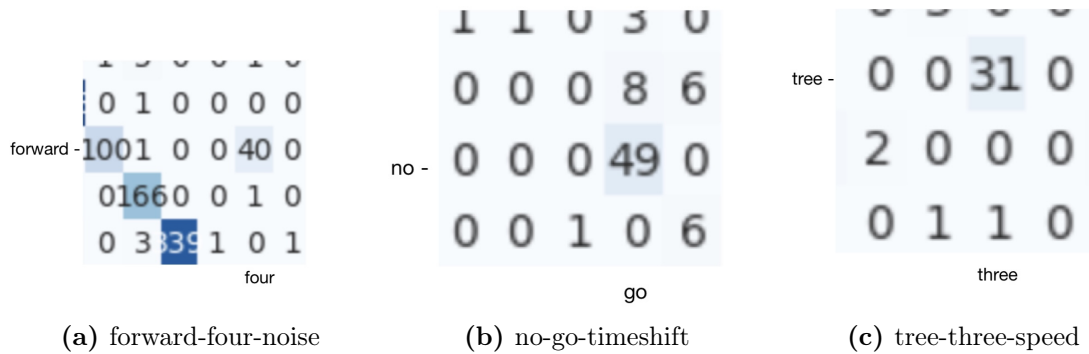 0 1 0 0 0 0
forward - 100 1 0 0 40 0
0 166 0 0 1 0
0 3 1 0 1
four
(a) forward-four-noise
1 1 0 3 0
0 0 0 8 6
no - 0 0 0 49 0
0 0 1 0 6
go
(b) no-go-timeshift
tree - 0 0 31 0
2 0 0 0
0 1 1 0
three
(c) tree-three-speed